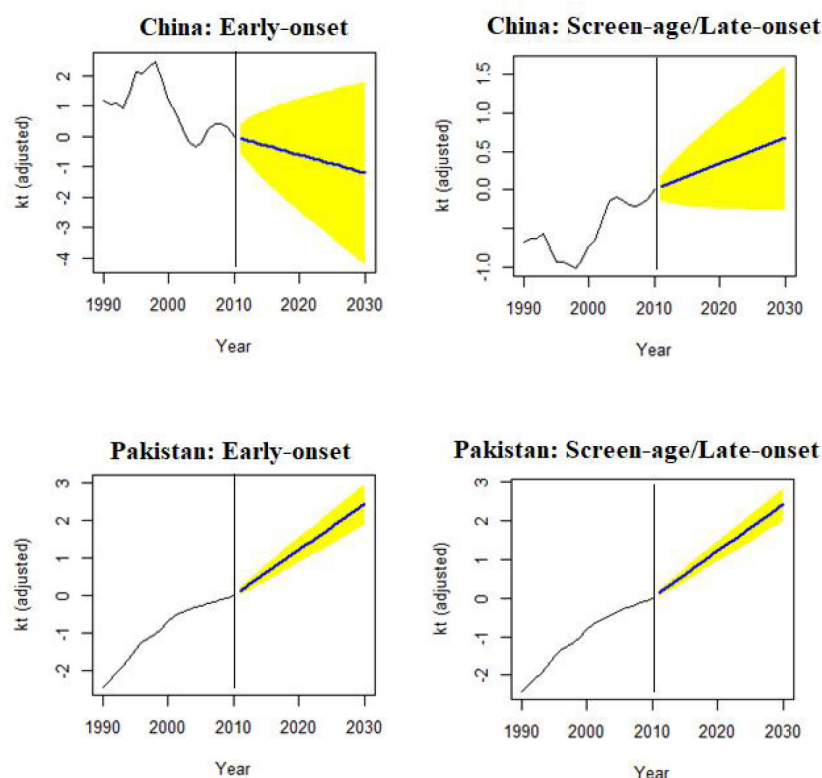 China: Early-onset
kt (adjusted)
2
1
0
-1
-2
-3
-4
1990 2000 2010 2020 2030
Year
China: Screen-age/Late-onset
kt (adjusted)
1.5
1.0
0.5
0.0
-1.0
1990 2000 2010 2020 2030
Year
Pakistan: Early-onset
kt (adjusted)
3
2
1
0
-1
-2
1990 2000 2010 2020 2030
Year
Pakistan: Screen-age/Late-onset
kt (adjusted)
3
2
1
0
-1
-2
1990 2000 2010 2020 2030
Year